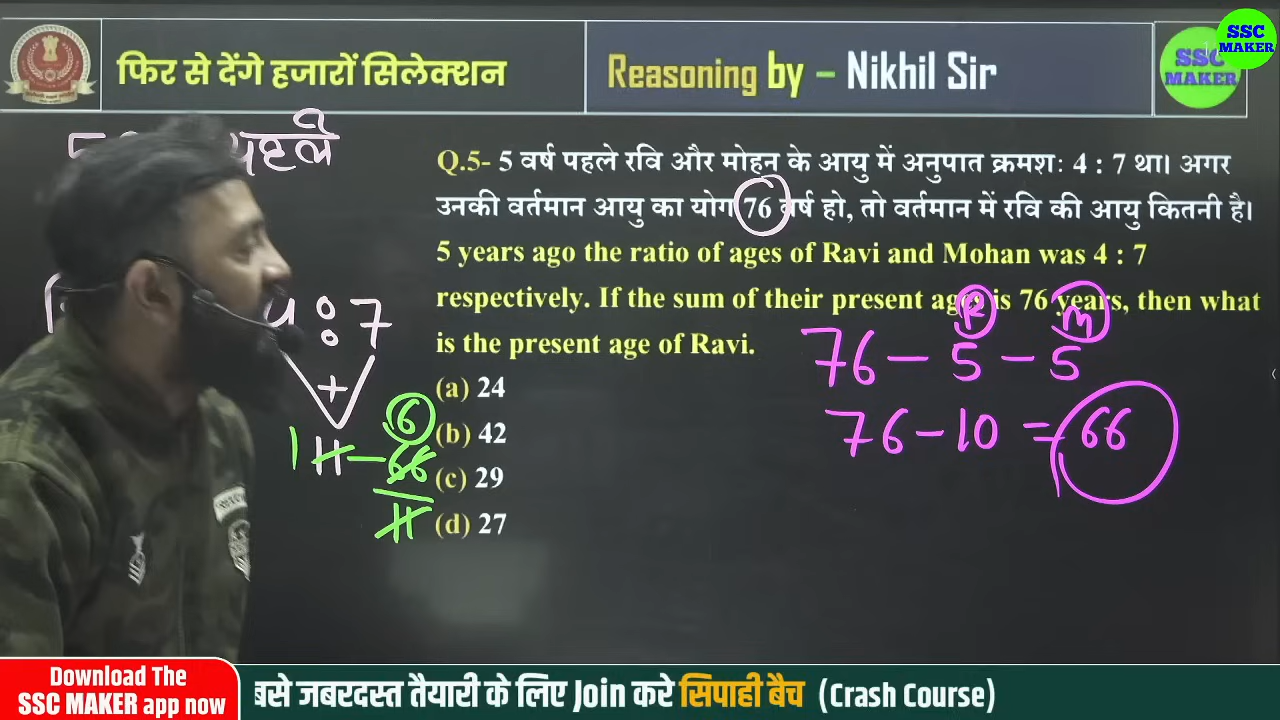 फिर से देंगे हजारों सिलेक्शन
Reasoning by – Nikhil Sir
SSC
MAKER
SSC
MAKER
पहले
Q.5- 5 वर्ष पहले रवि और मोहन के आयु में अनुपात क्रमशः 4 : 7 था। अगर
उनकी वर्तमान आयु का योग 76 वर्ष हो, तो वर्तमान में रवि की आयु कितनी है।
5 years ago the ratio of ages of Ravi and Mohan was 4 : 7
respectively. If the sum of their present ages is 76 years, then what
is the present age of Ravi.
(a) 24
(b) 42
(c) 29
(d) 27
4 : 7
+
1 11 – 66
11
6
R M
76 – 5 – 5
76 – 10 = 66
Download The
SSC MAKER app now
बसे जबरदस्त तैयारी के लिए Join करे सिपाही बैच (Crash Course)